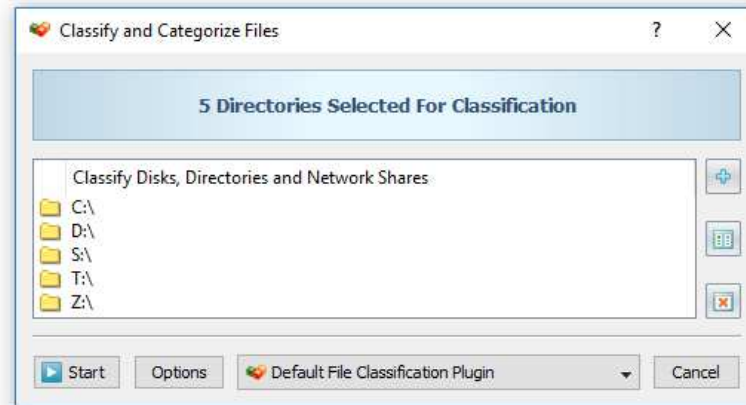 Classify and Categorize Files
5 Directories Selected For Classification
Classify Disks, Directories and Network Shares
C:\
D:\
S:\
T:\
Z:\
Start Options Default File Classification Plugin Cancel